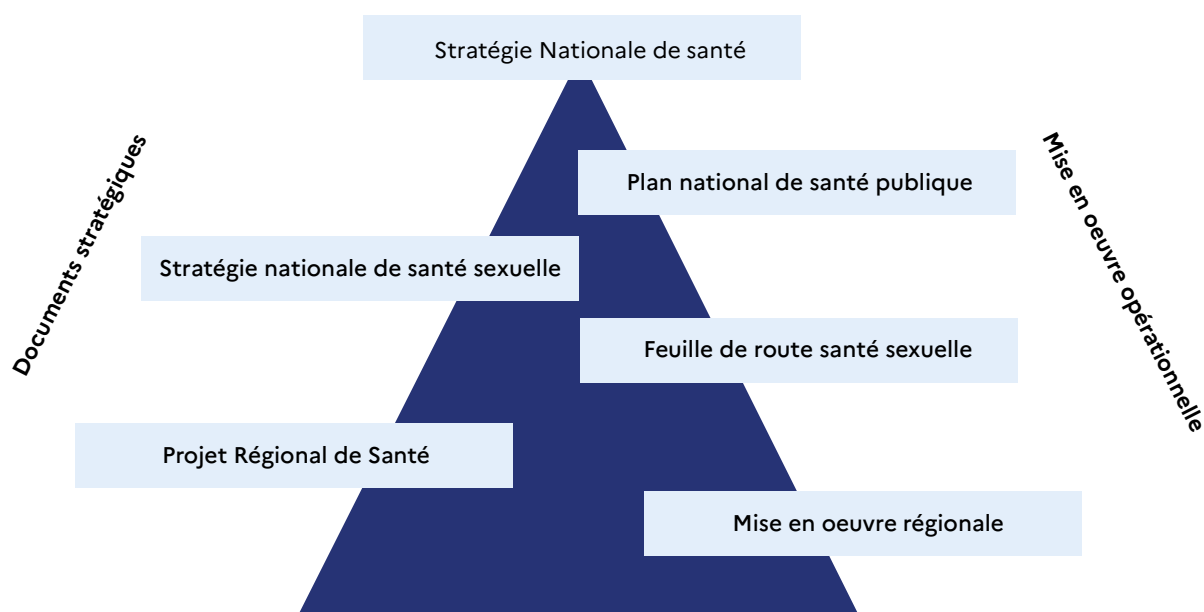 Stratégie Nationale de santé
Documents stratégiques
Mise en oeuvre opérationnelle
Plan national de santé publique
Stratégie nationale de santé sexuelle
Feuille de route santé sexuelle
Projet Régional de Santé
Mise en oeuvre régionale